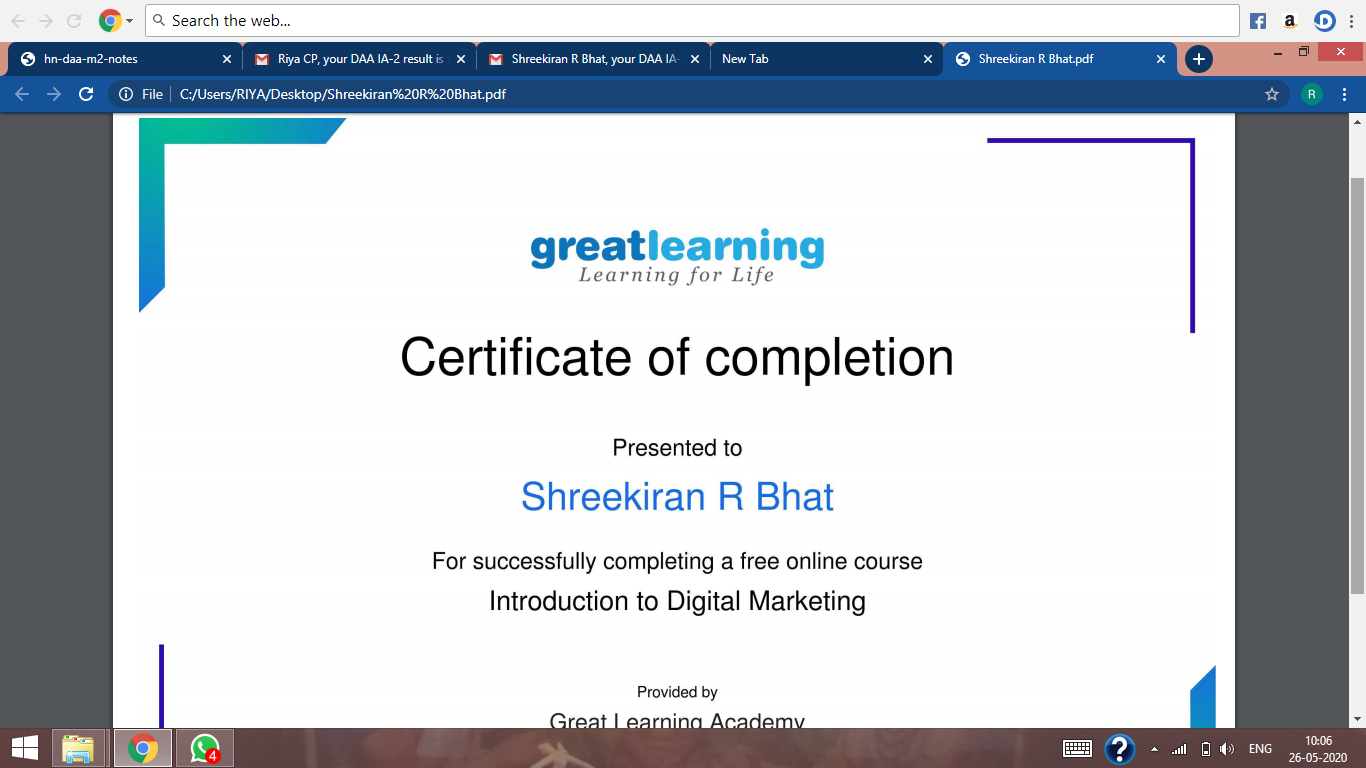 Search the web...
hn-daa-m2-notes
Riya CP, your DAA IA-2 result is
Shreekiran R Bhat, your DAA IA-
New Tab
Shreekiran R Bhat.pdf
File
C:/Users/RIYA/Desktop/Shreekiran%20R%20Bhat.pdf
R
greatlearning
Learning for Life
Certificate of completion
Presented to
Shreekiran R Bhat
For successfully completing a free online course
Introduction to Digital Marketing
Provided by
Great Learning Academy
4
?
ENG
10:06
26-05-2020